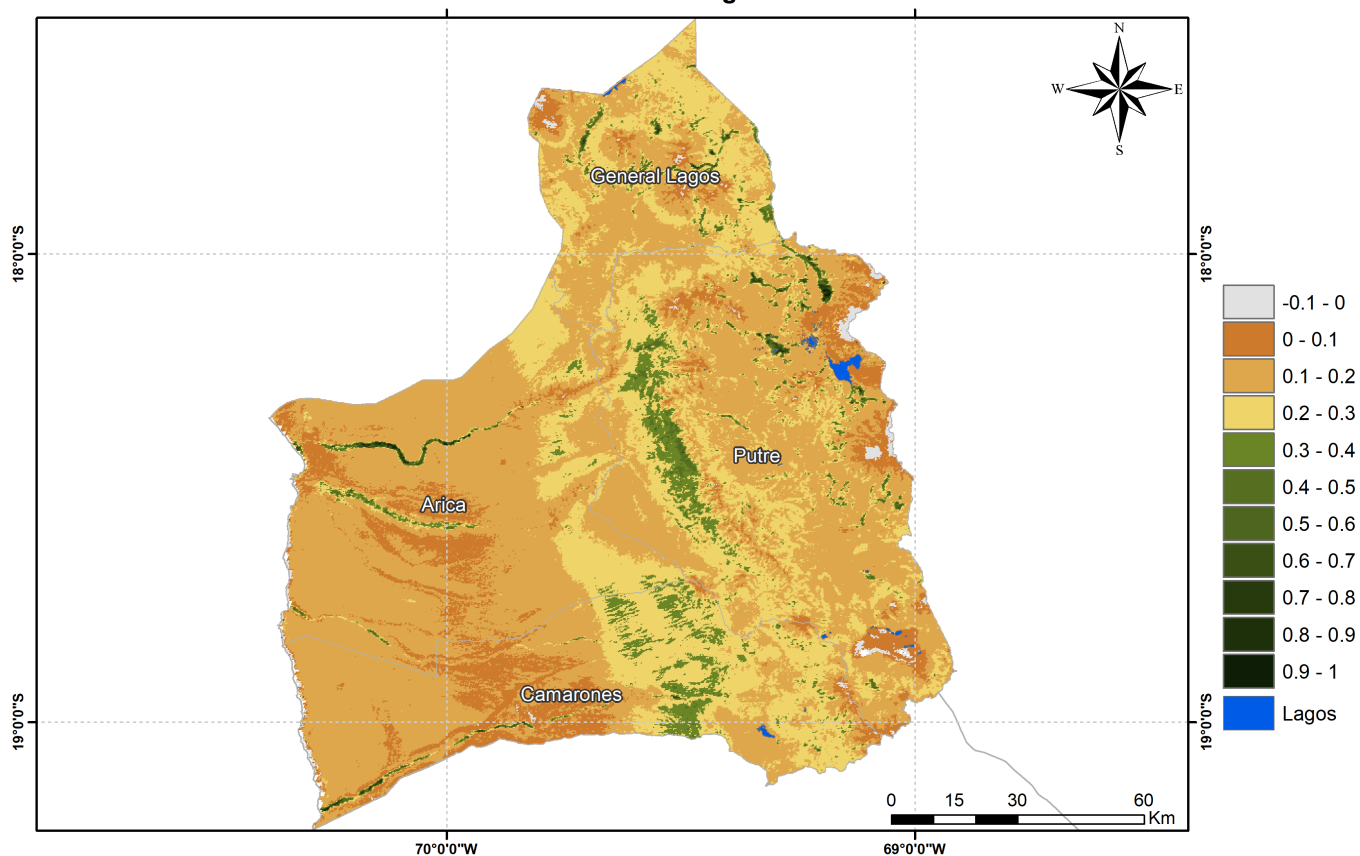 N
W
E
S
General Lagos
18°0'0"S
18°0'0"S
Putre
Arica
Camarones
19°0'0"S
19°0'0"S
-0.1 - 0
0 - 0.1
0.1 - 0.2
0.2 - 0.3
0.3 - 0.4
0.4 - 0.5
0.5 - 0.6
0.6 - 0.7
0.7 - 0.8
0.8 - 0.9
0.9 - 1
Lagos
0 15 30 60
Km
70°0'0"W
69°0'0"W